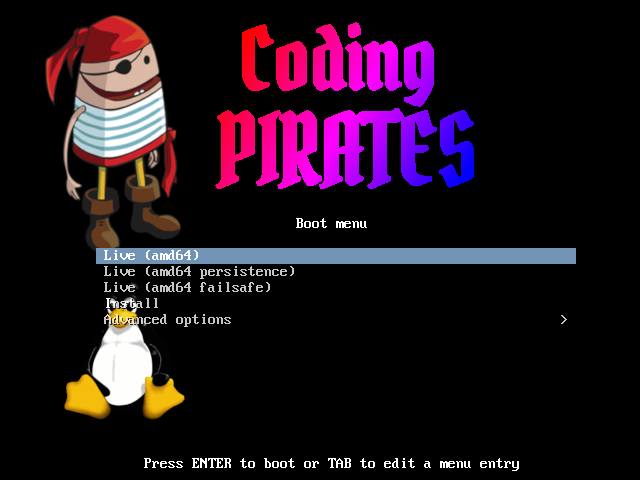 Coding
PIRATES
Boot menu
Live (amd64)
Live (amd64 persistence)
Live (amd64 failsafe)
Install
Advanced options >
Press ENTER to boot or TAB to edit a menu entry